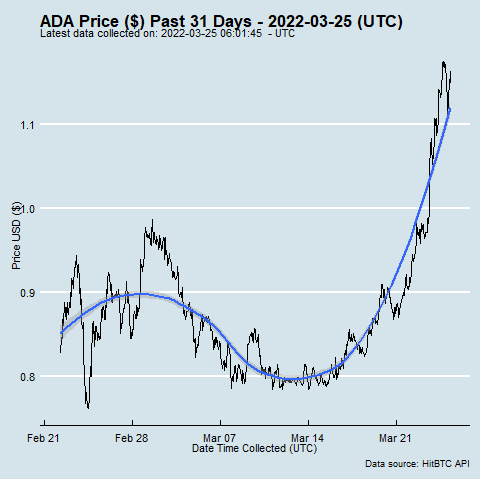 ADA Price ($) Past 31 Days - 2022-03-25 (UTC)
Latest data collected on: 2022-03-25 06:01:45 - UTC
Price USD ($)
1.1
1.0
0.9
0.8
Feb 21 Feb 28 Mar 07 Mar 14 Mar 21
Date Time Collected (UTC)
Data source: HitBTC API